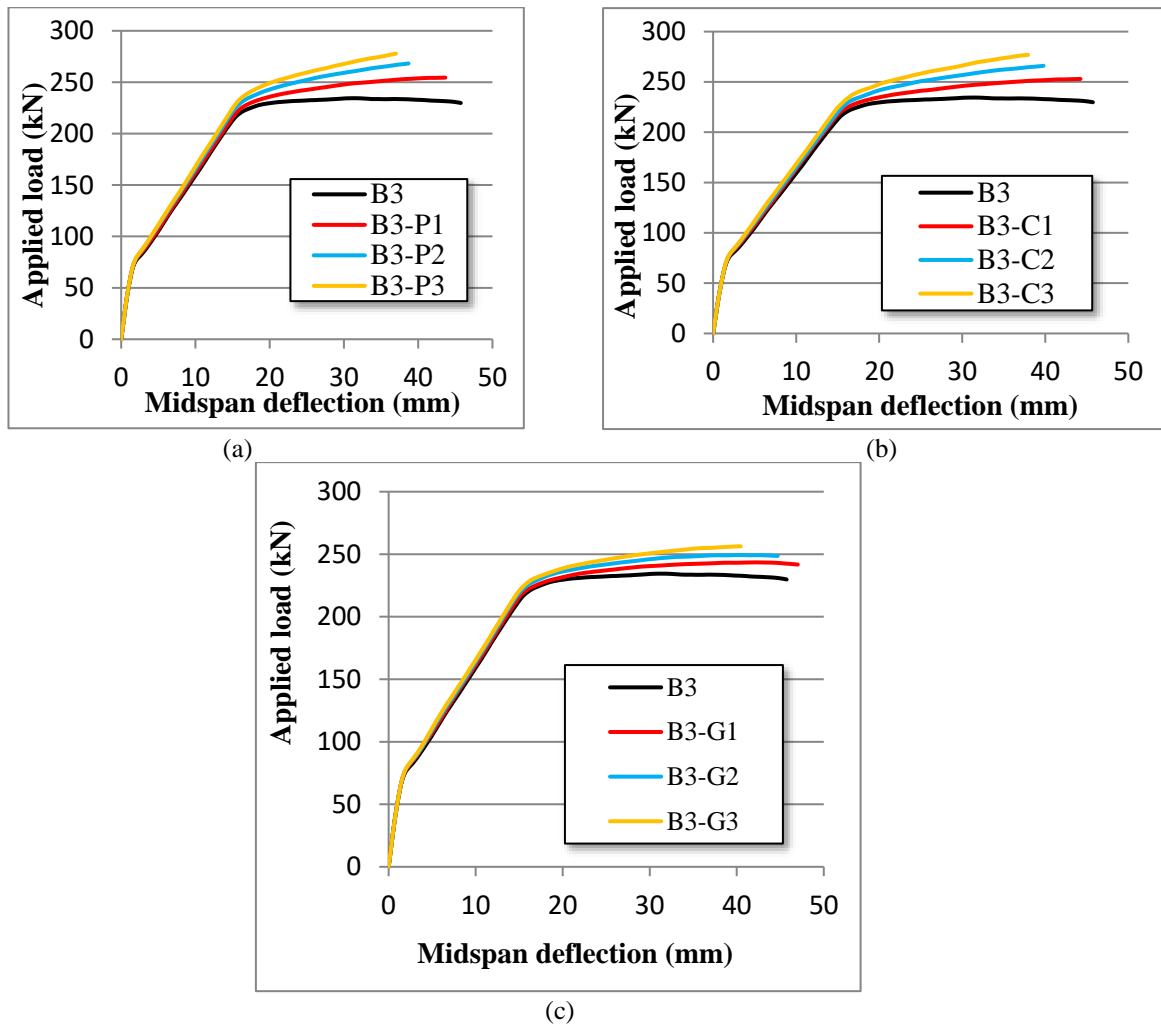 300
250
200
150
100
50
0
Applied load (kN)
B3
B3-P1
B3-P2
B3-P3
0 10 20 30 40 50
Midspan deflection (mm)
(a)
300
250
200
150
100
50
0
Applied load (kN)
B3
B3-C1
B3-C2
B3-C3
0 10 20 30 40 50
Midspan deflection (mm)
(b)
300
250
200
150
100
50
0
Applied load (kN)
B3
B3-G1
B3-G2
B3-G3
0 10 20 30 40 50
Midspan deflection (mm)
(c)